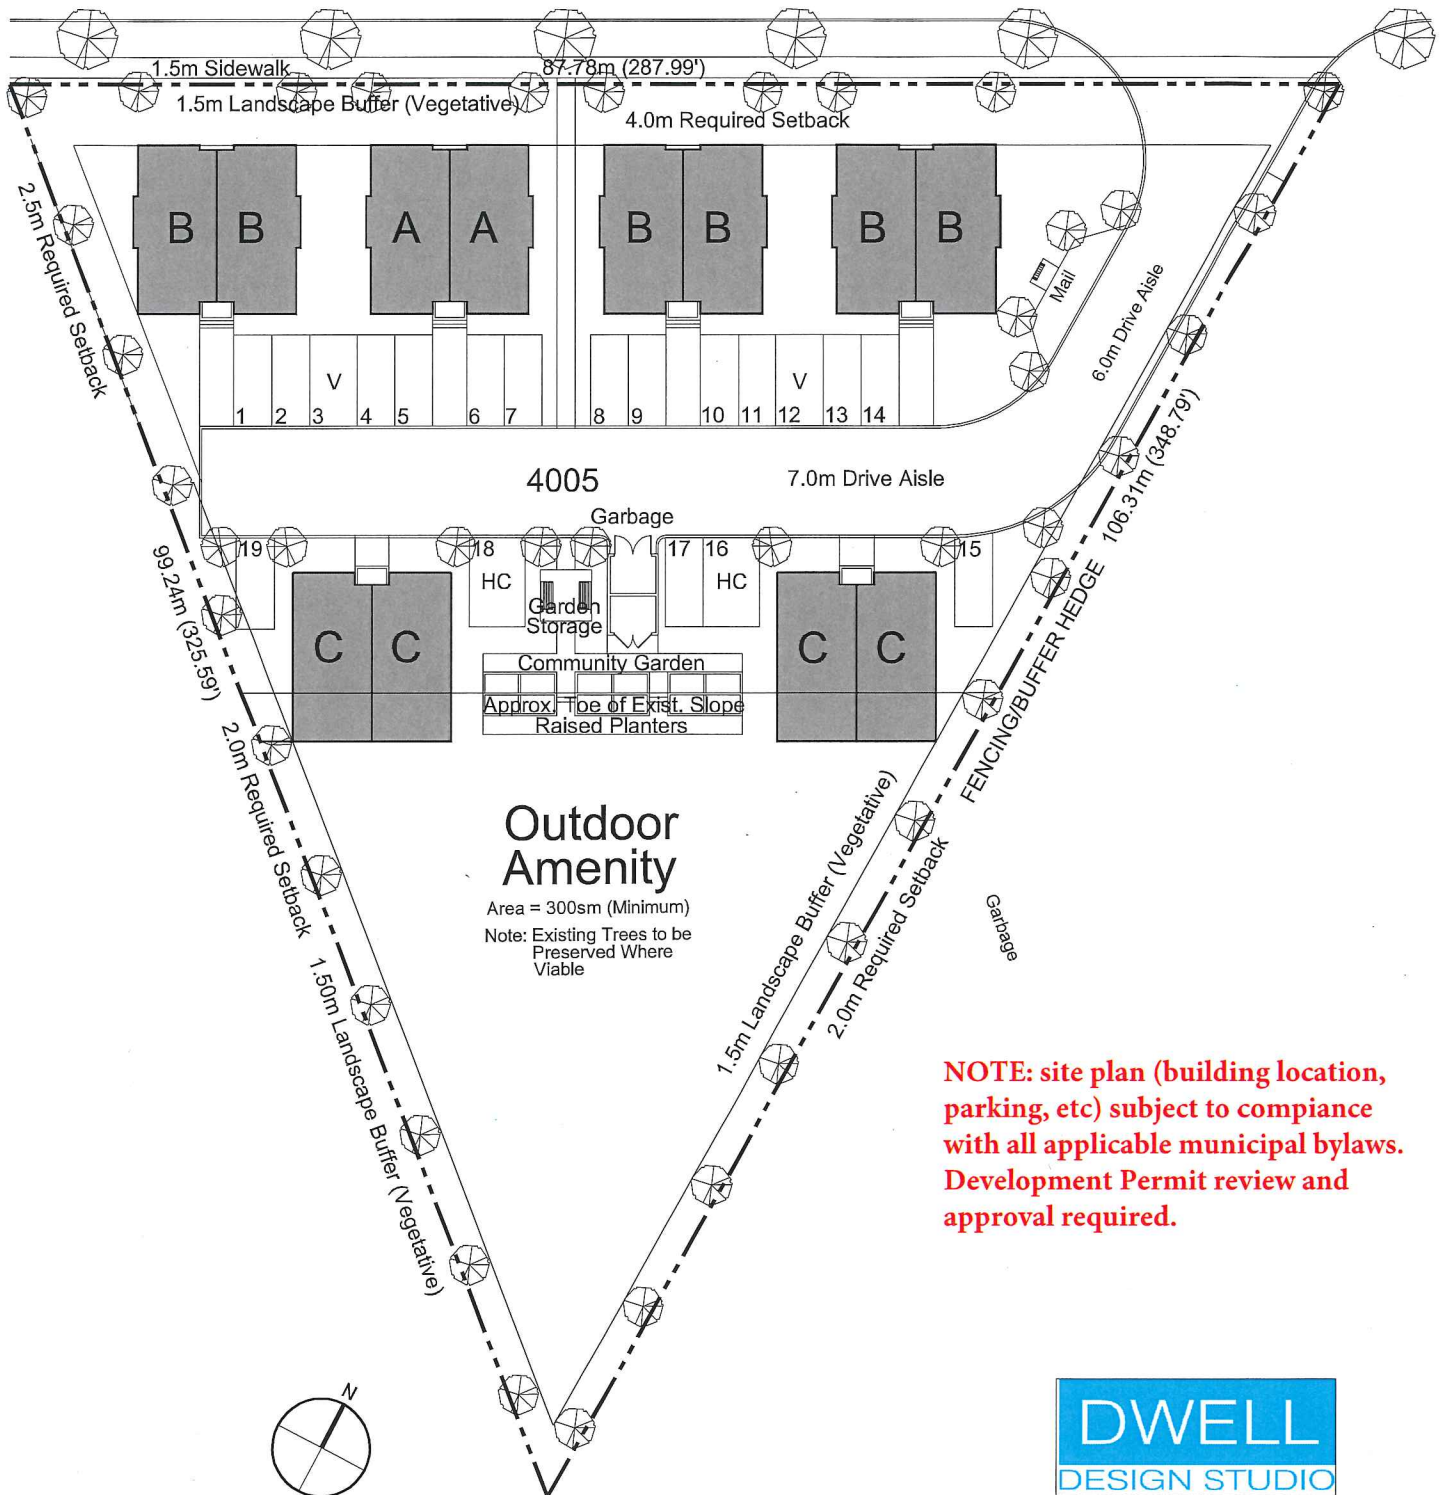 1.5m Sidewalk
87.78m (287.99')
1.5m Landscape Buffer (Vegetative)
4.0m Required Setback
2.5m Required Setback
B B
A A
B B
B B
Mail
6.0m Drive Aisle
V
V
1 2 3 4 5 6 7 8 9 10 11 12 13 14
4005
7.0m Drive Aisle
106.31m (348.79')
Garbage
19 18 17 16 15
HC
HC
99.24m (325.59')
Garden
Storage
C C
C C
Community Garden
Approx. Toe of Exist. Slope
Raised Planters
FENCING/BUFFER HEDGE
2.0m Required Setback
Outdoor
Amenity
Area = 300sm (Minimum)
Note: Existing Trees to be
Preserved Where
Viable
1.5m Landscape Buffer (Vegetative)
2.0m Required Setback
Garbage
1.50m Landscape Buffer (Vegetative)
NOTE: site plan (building location,
parking, etc) subject to compiance
with all applicable municipal bylaws.
Development Permit review and
approval required.
N
DWELL
DESIGN STUDIO